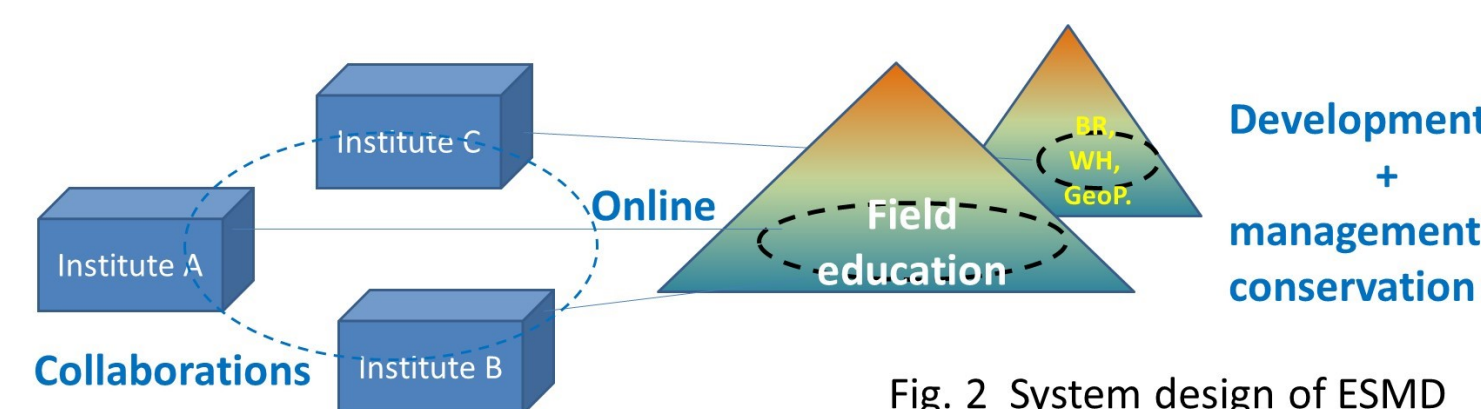 Institute C
Institute A
Institute B
Collaborations
Online
Field
education
BR,
WH,
GeoP.
Development
+
management
conservation
Fig. 2 System design of ESMD